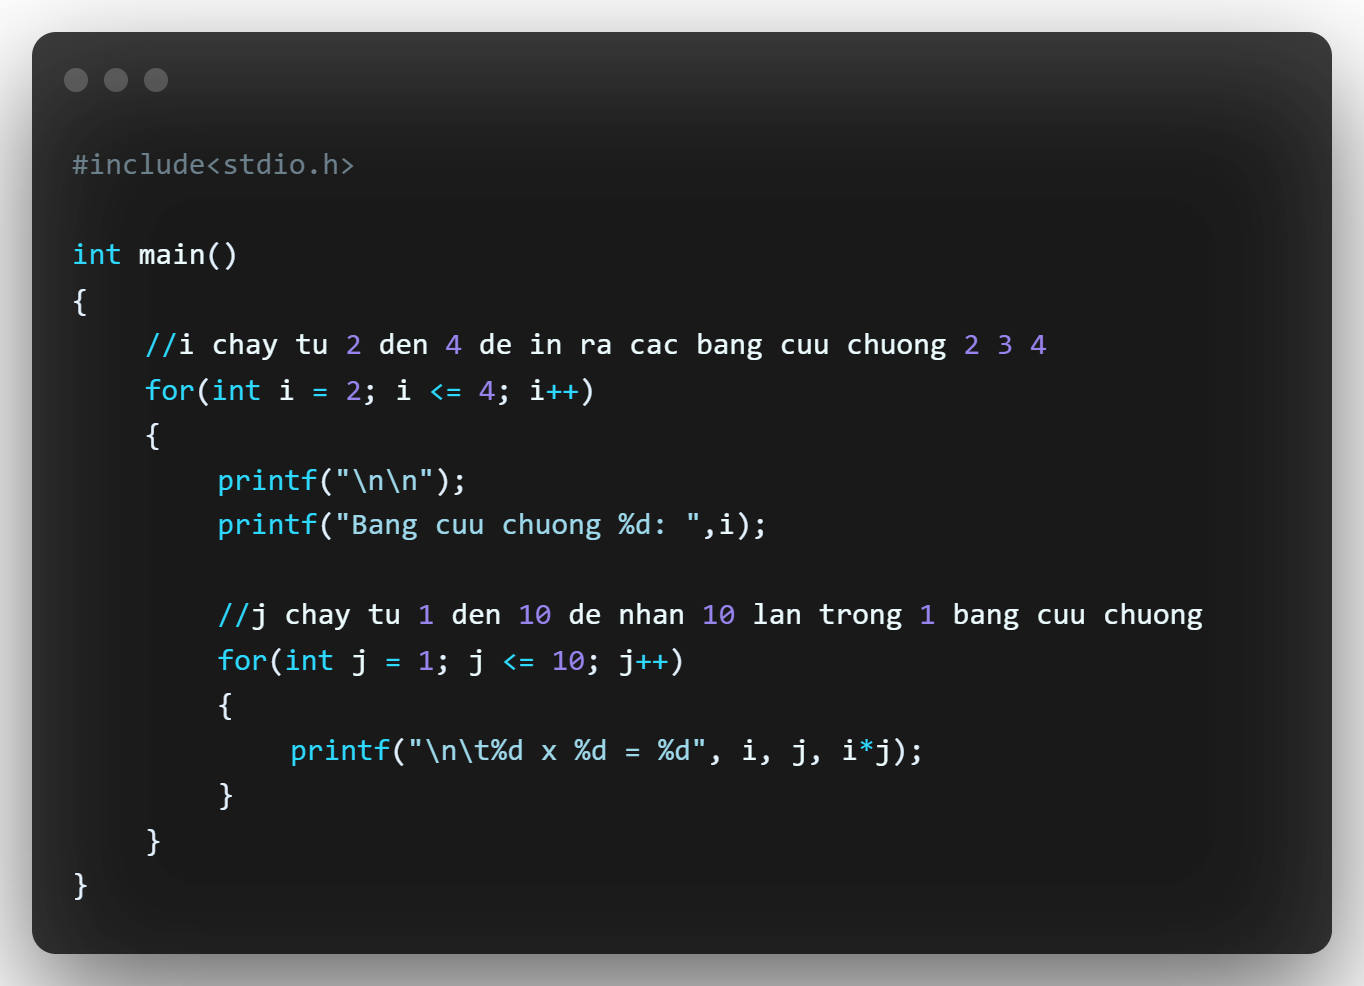 #include<stdio.h>
int main()
{
//i chay tu 2 den 4 de in ra cac bang cuu chuong 2 3 4
for(int i = 2; i <= 4; i++)
{
printf("\n\n");
printf("Bang cuu chuong %d: ",i);
//j chay tu 1 den 10 de nhan 10 lan trong 1 bang cuu chuong
for(int j = 1; j <= 10; j++)
{
printf("\n\t%d x %d = %d", i, j, i*j);
}
}
}